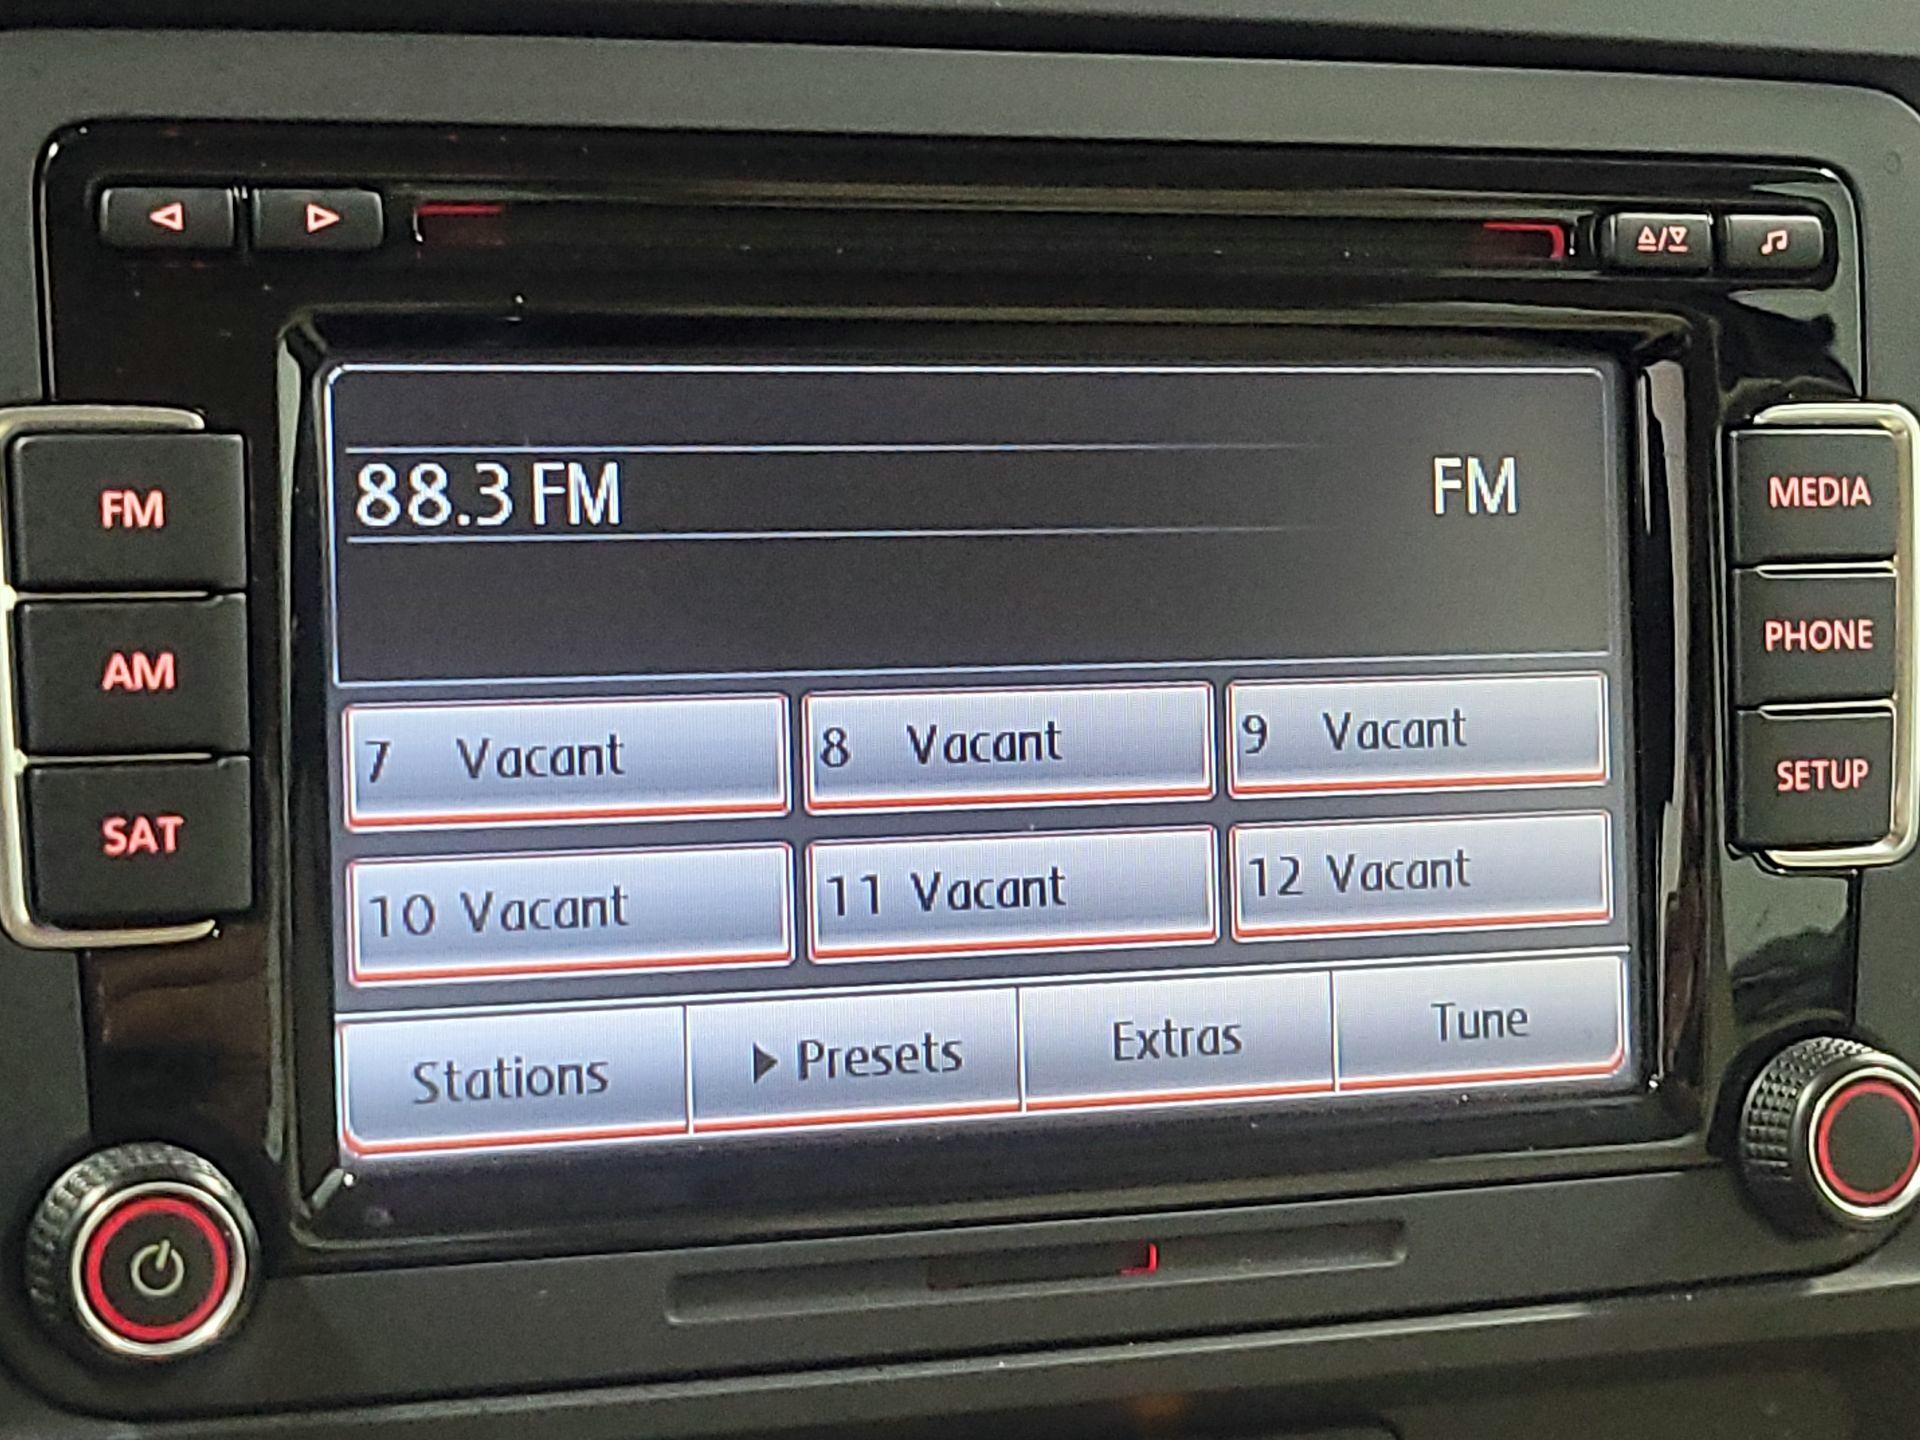 FM
AM
SAT
88.3 FM
FM
7 Vacant
8 Vacant
9 Vacant
10 Vacant
11 Vacant
12 Vacant
Stations
Presets
Extras
Tune
MEDIA
PHONE
SETUP